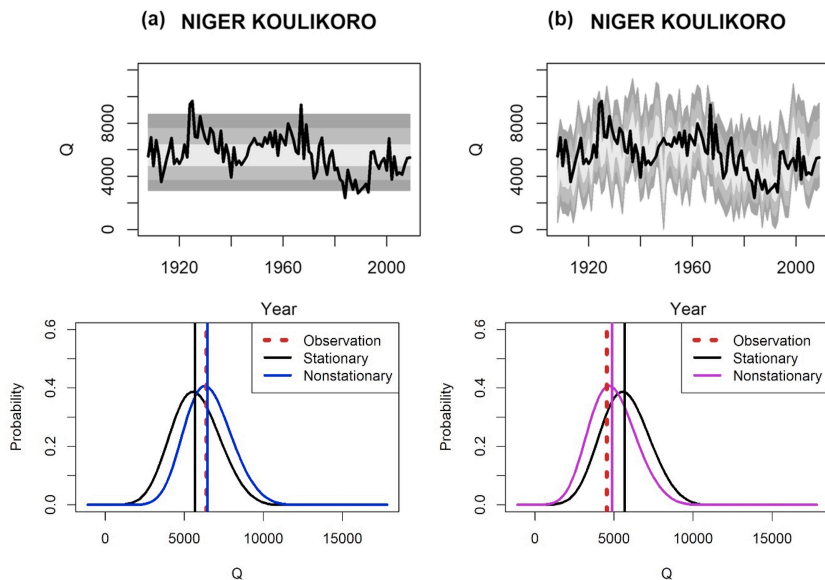 (a) NIGER KOULIKORO
Q
8000
4000
0
1920
1960
2000
Year
(b) NIGER KOULIKORO
Q
8000
4000
0
1920
1960
2000
Year
Probability
0.6
0.4
0.2
0.0
Observation
Stationary
Nonstationary
0
5000
10000
15000
Q
Probability
0.6
0.4
0.2
0.0
Observation
Stationary
Nonstationary
0
5000
10000
15000
Q